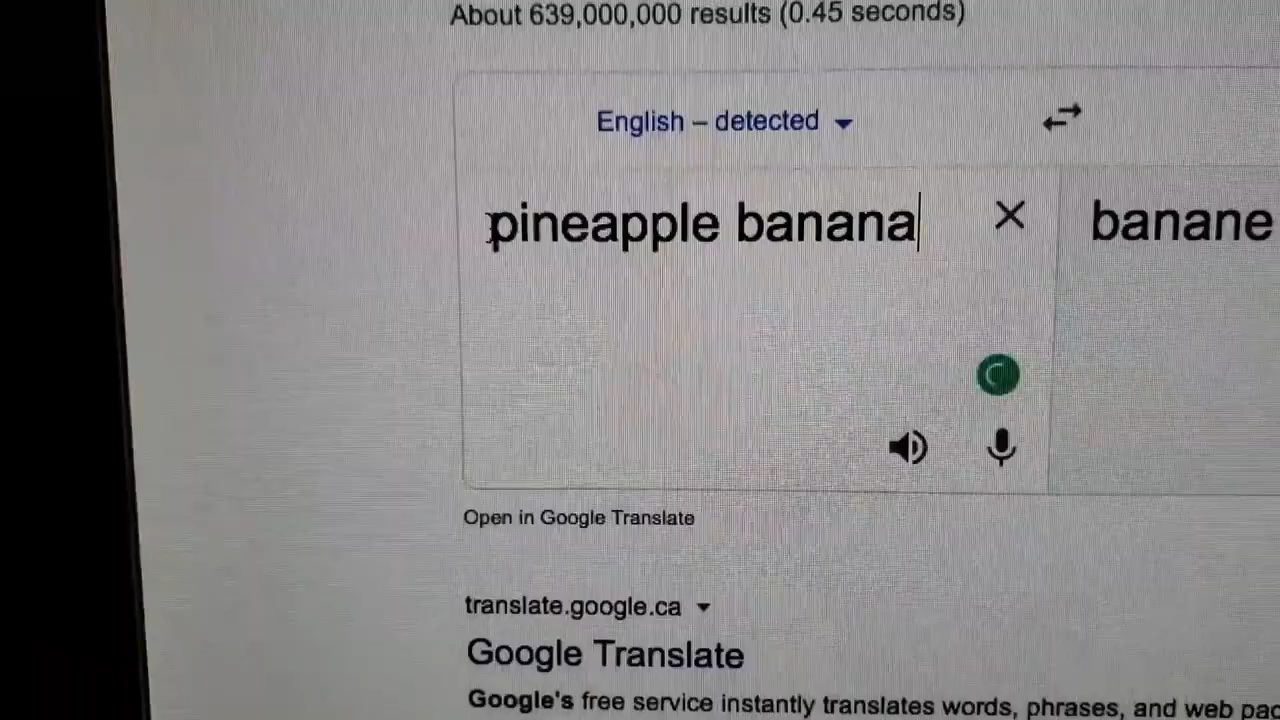 About 639,000,000 results (0.45 seconds)
English – detected
pineapple banana
banane
Open in Google Translate
translate.google.ca
Google Translate
Google's free service instantly translates words, phrases, and web